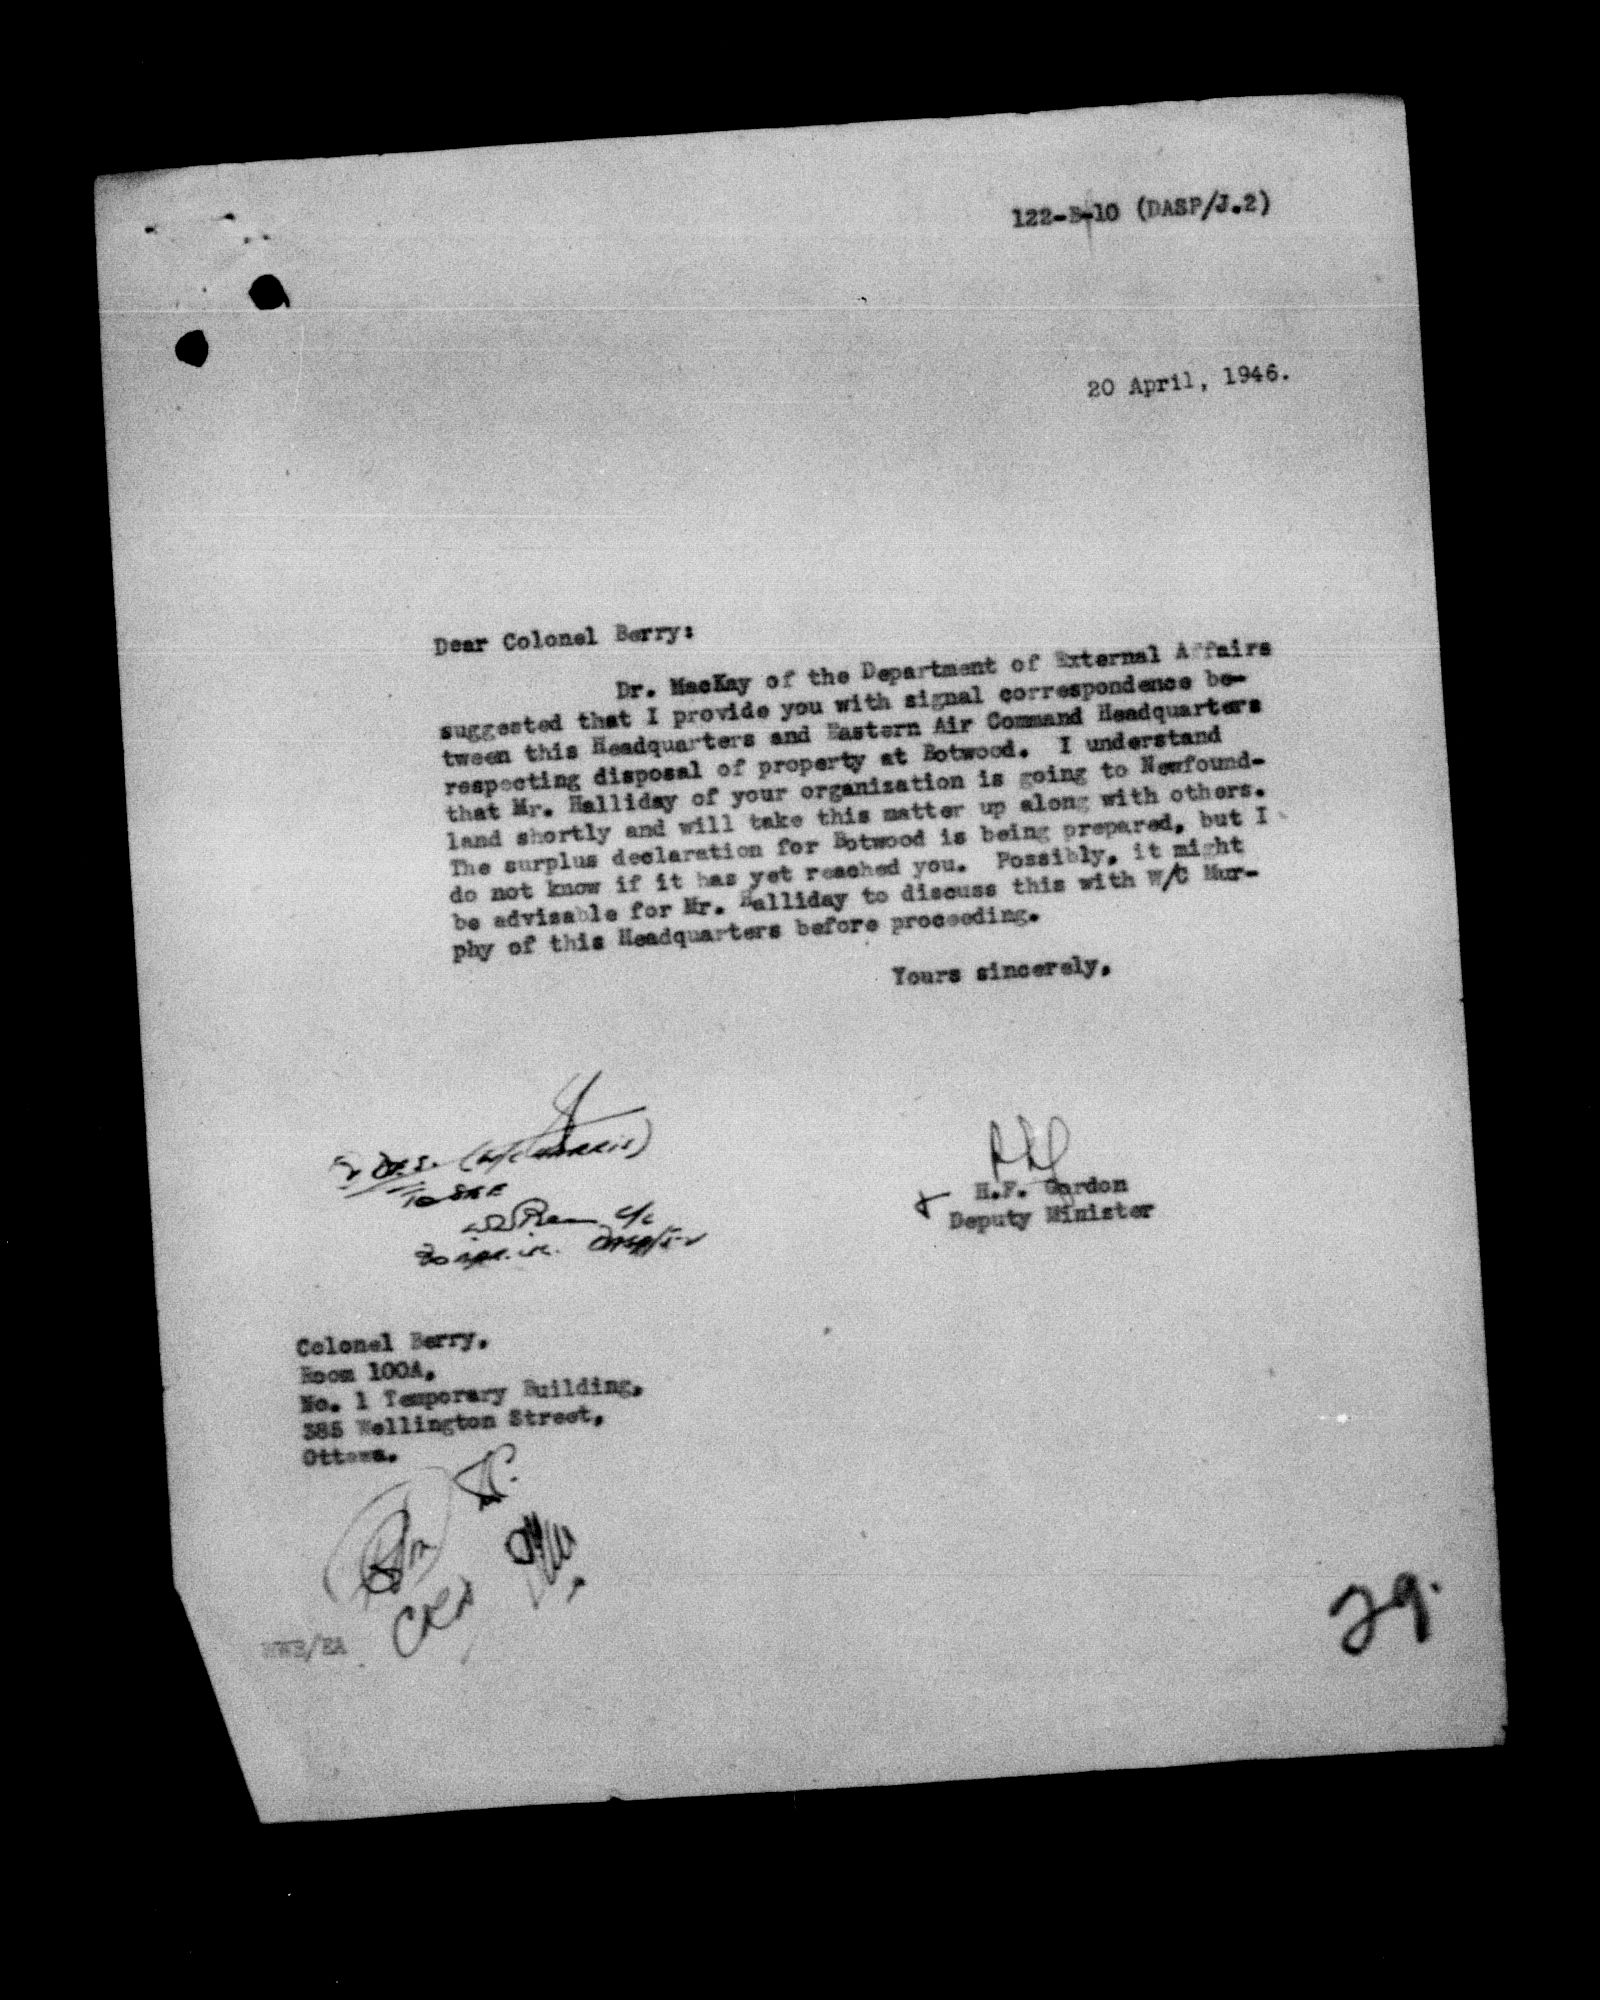 122-B-10 (DASP/J.2)
20 April, 1946.
Dear Colonel Berry:
Dr. MacKay of the Department of External Affairs
suggested that I provide you with signal correspondence be-
tween this Headquarters and Eastern Air Command Headquarters
respecting disposal of property at Botwood. I understand
that Mr. Halliday of your organization is going to Newfound-
land shortly and will take this matter up along with others.
The surplus declaration for Botwood is being prepared, but I
do not know if it has yet reached you. Possibly, it might
be advisable for Mr. Halliday to discuss this with W/C Mur-
phy of this Headquarters before proceeding.
Yours sincerely,
H.F. Gordon
Deputy Minister
Colonel Berry,
Room 100A,
No. 1 Temporary Building,
385 Wellington Street,
Ottawa.
/EA
29.